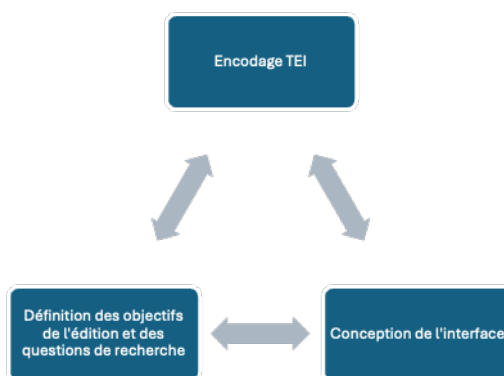 Encodage TEI
Définition des objectifs
de l'édition et des
questions de recherche
Conception de l'interface